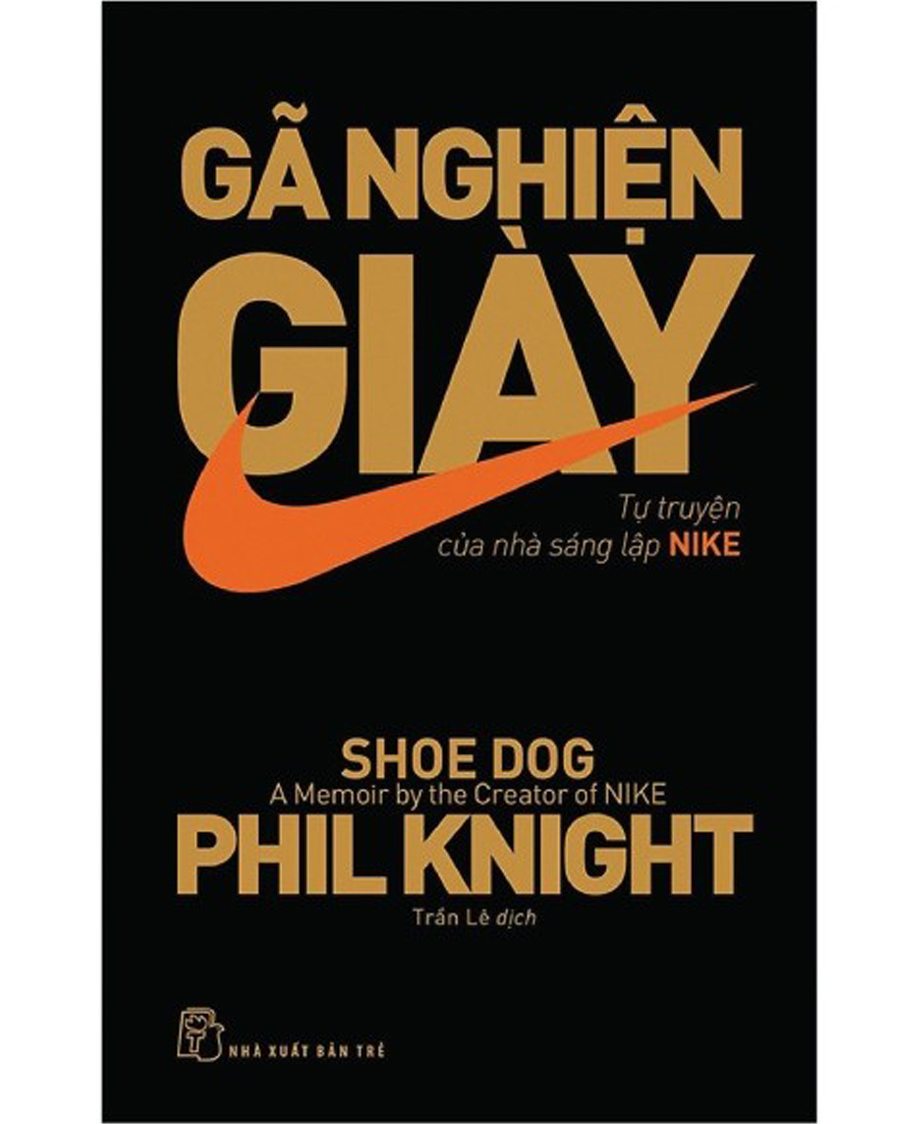 GÃ NGHIỆN
GIÀY
Tự truyện
của nhà sáng lập NIKE
SHOE DOG
A Memoir by the Creator of NIKE
PHIL KNIGHT
Trần Lê dịch
T
NHÀ XUẤT BẢN TRẺ